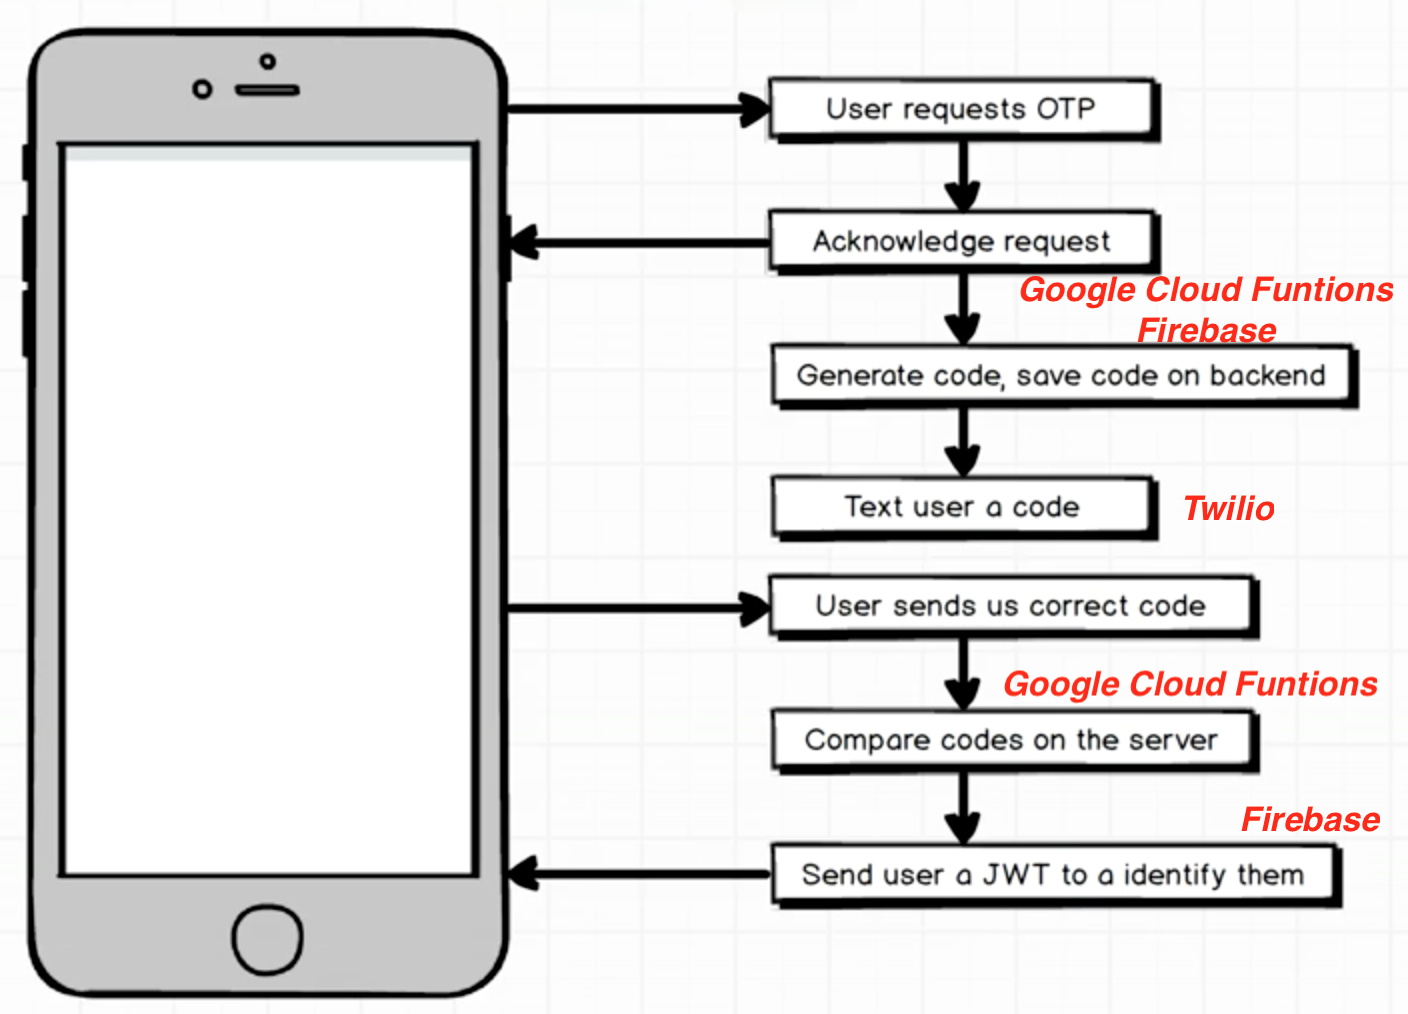 User requests OTP
Acknowledge request
Google Cloud Funtions
Firebase
Generate code, save code on backend
Text user a code
Twilio
User sends us correct code
Google Cloud Funtions
Compare codes on the server
Firebase
Send user a JWT to a identify them